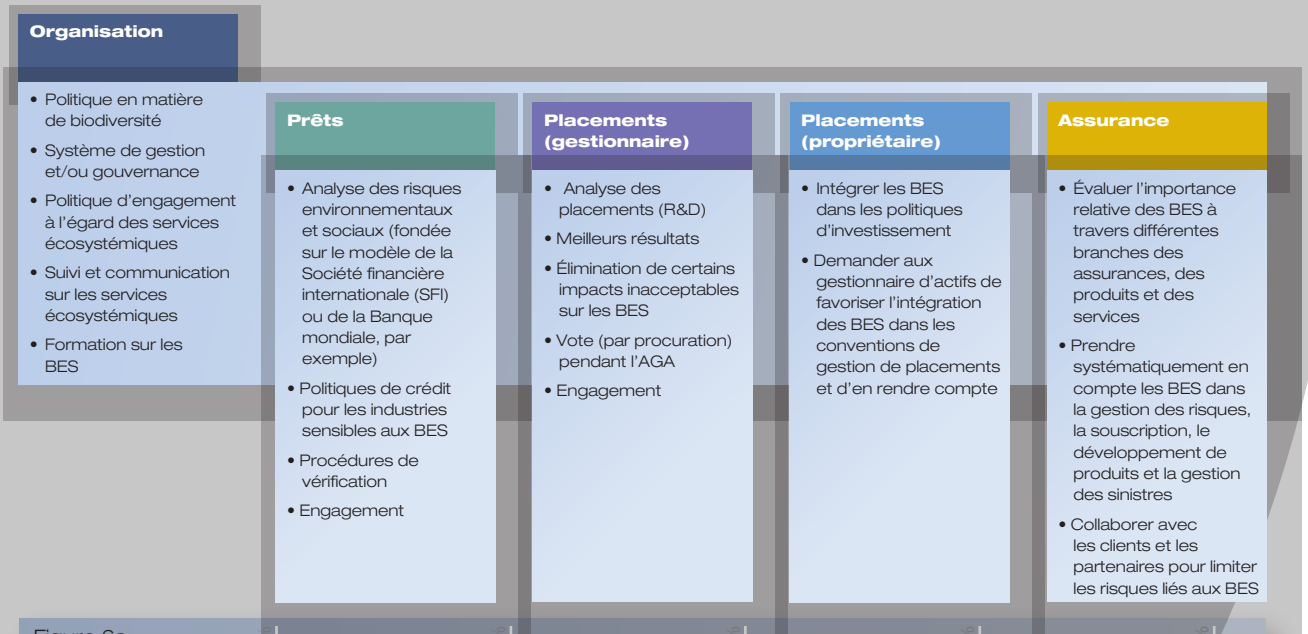 Organisation
• Politique en matière
de biodiversité
• Système de gestion
et/ou gouvernance
• Politique d'engagement
à l'égard des services
écosystémiques
• Suivi et communication
sur les services
écosystémiques
• Formation sur les
BES
Prêts
• Analyse des risques
environnementaux
et sociaux (fondée
sur le modèle de la
Société financière
internationale (SFI)
ou de la Banque
mondiale, par
exemple)
• Politiques de crédit
pour les industries
sensibles aux BES
• Procédures de
vérification
• Engagement
Placements
(gestionnaire)
• Analyse des
placements (R&D)
• Meilleurs résultats
• Élimination de certains
impacts inacceptables
sur les BES
• Vote (par procuration)
pendant l'AGA
• Engagement
Placements
(propriétaire)
• Intégrer les BES
dans les politiques
d'investissement
• Demander aux
gestionnaire d'actifs de
favoriser l'intégration
des BES dans les
conventions de
gestion de placements
et d'en rendre compte
Assurance
• Évaluer l'importance
relative des BES à
travers différentes
branches des
assurances, des
produits et des
services
• Prendre
systématiquement en
compte les BES dans
la gestion des risques,
la souscription, le
développement de
produits et la gestion
des sinistres
• Collaborer avec
les clients et les
partenaires pour limiter
les risques liés aux BES